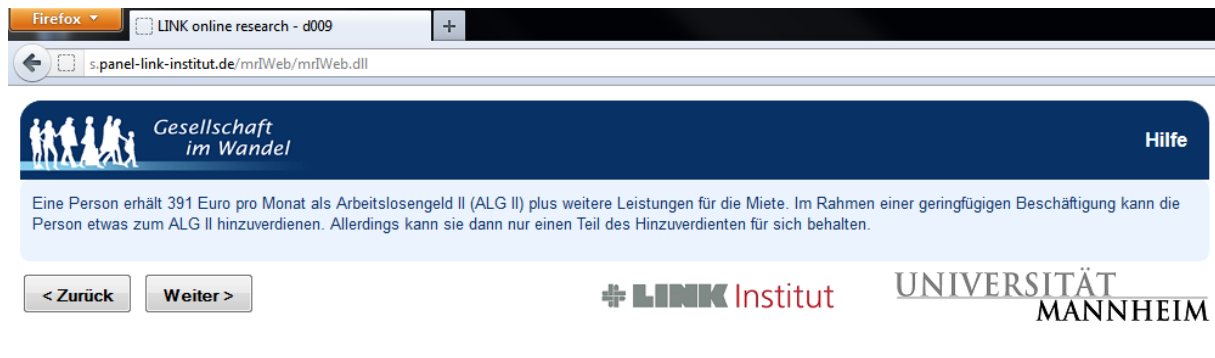 Firefox
LINK online research - d009
s.panel-link-institut.de/mrIWeb/mrIWeb.dll
Gesellschaft
im Wandel
Hilfe
Eine Person erhält 391 Euro pro Monat als Arbeitslosengeld II (ALG II) plus weitere Leistungen für die Miete. Im Rahmen einer geringfügigen Beschäftigung kann die
Person etwas zum ALG II hinzuverdienen. Allerdings kann sie dann nur einen Teil des Hinzuverdienten für sich behalten.
< Zurück
Weiter >
LINK Institut
UNIVERSITÄT
MANNHEIM